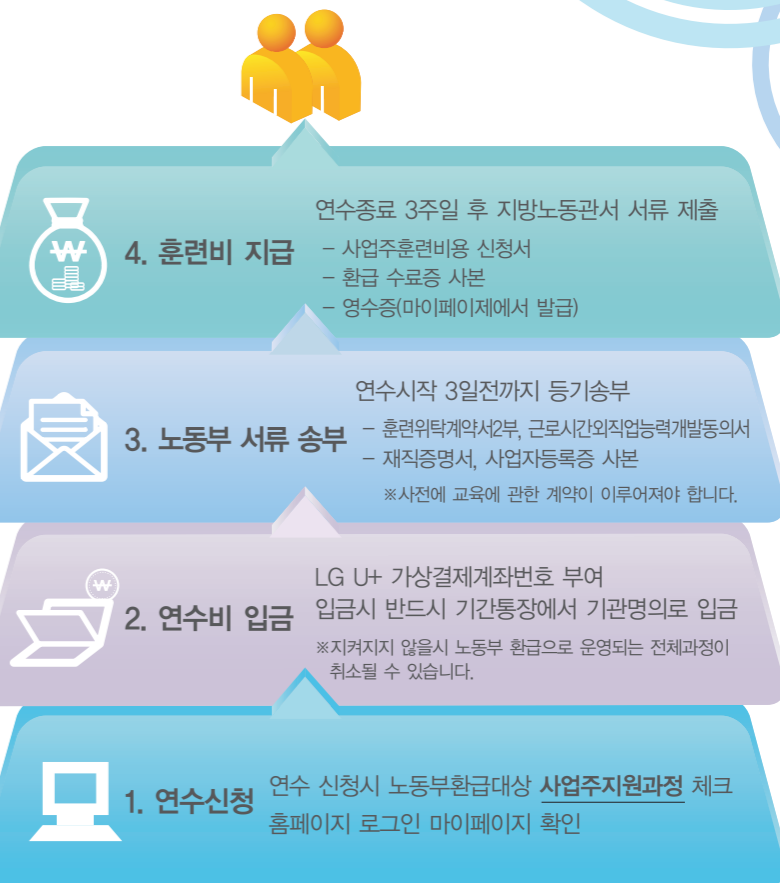 4. 훈련비 지급
연수종료 3주일 후 지방노동관서 서류 제출
- 사업주훈련비용 신청서
- 환급 수료증 사본
- 영수증(마이페이제에서 발급)
3. 노동부 서류 송부
연수시작 3일전까지 등기송부
- 훈련위탁계약서2부, 근로시간외직업능력개발동의서
- 재직증명서, 사업자등록증 사본
※사전에 교육에 관한 계약이 이루어져야 합니다.
2. 연수비 입금
LG U+ 가상결제계좌번호 부여
입금시 반드시 기간통장에서 기관명의로 입금
※지켜지지 않을시 노동부 환급으로 운영되는 전체과정이
취소될 수 있습니다.
1. 연수신청
연수 신청시 노동부환급대상 사업주지원과정 체크
홈페이지 로그인 마이페이지 확인